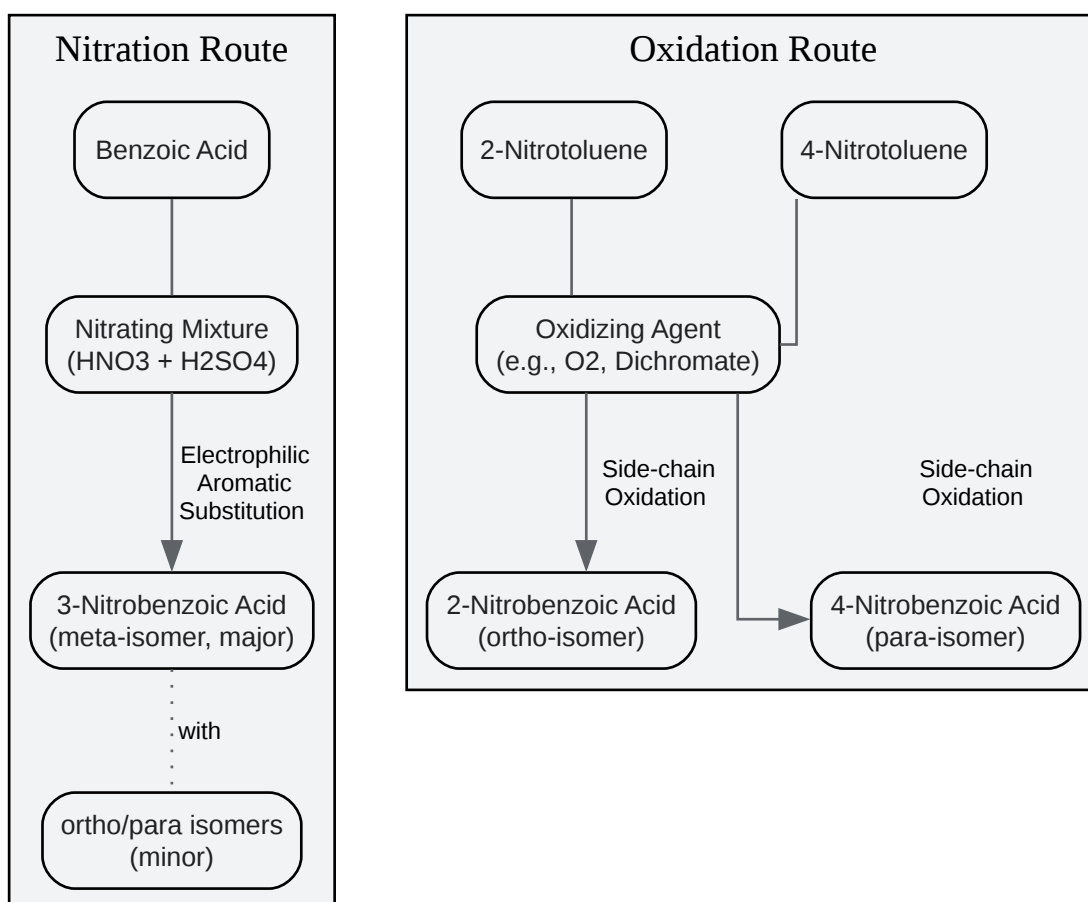 Nitration Route
Benzoic Acid
Nitrating Mixture
(HNO3 + H2SO4)
Electrophilic
Aromatic
Substitution
3-Nitrobenzoic Acid
(meta-isomer, major)
with
ortho/para isomers
(minor)
Oxidation Route
2-Nitrotoluene
4-Nitrotoluene
Oxidizing Agent
(e.g., O2, Dichromate)
Side-chain
Oxidation
Side-chain
Oxidation
2-Nitrobenzoic Acid
(ortho-isomer)
4-Nitrobenzoic Acid
(para-isomer)